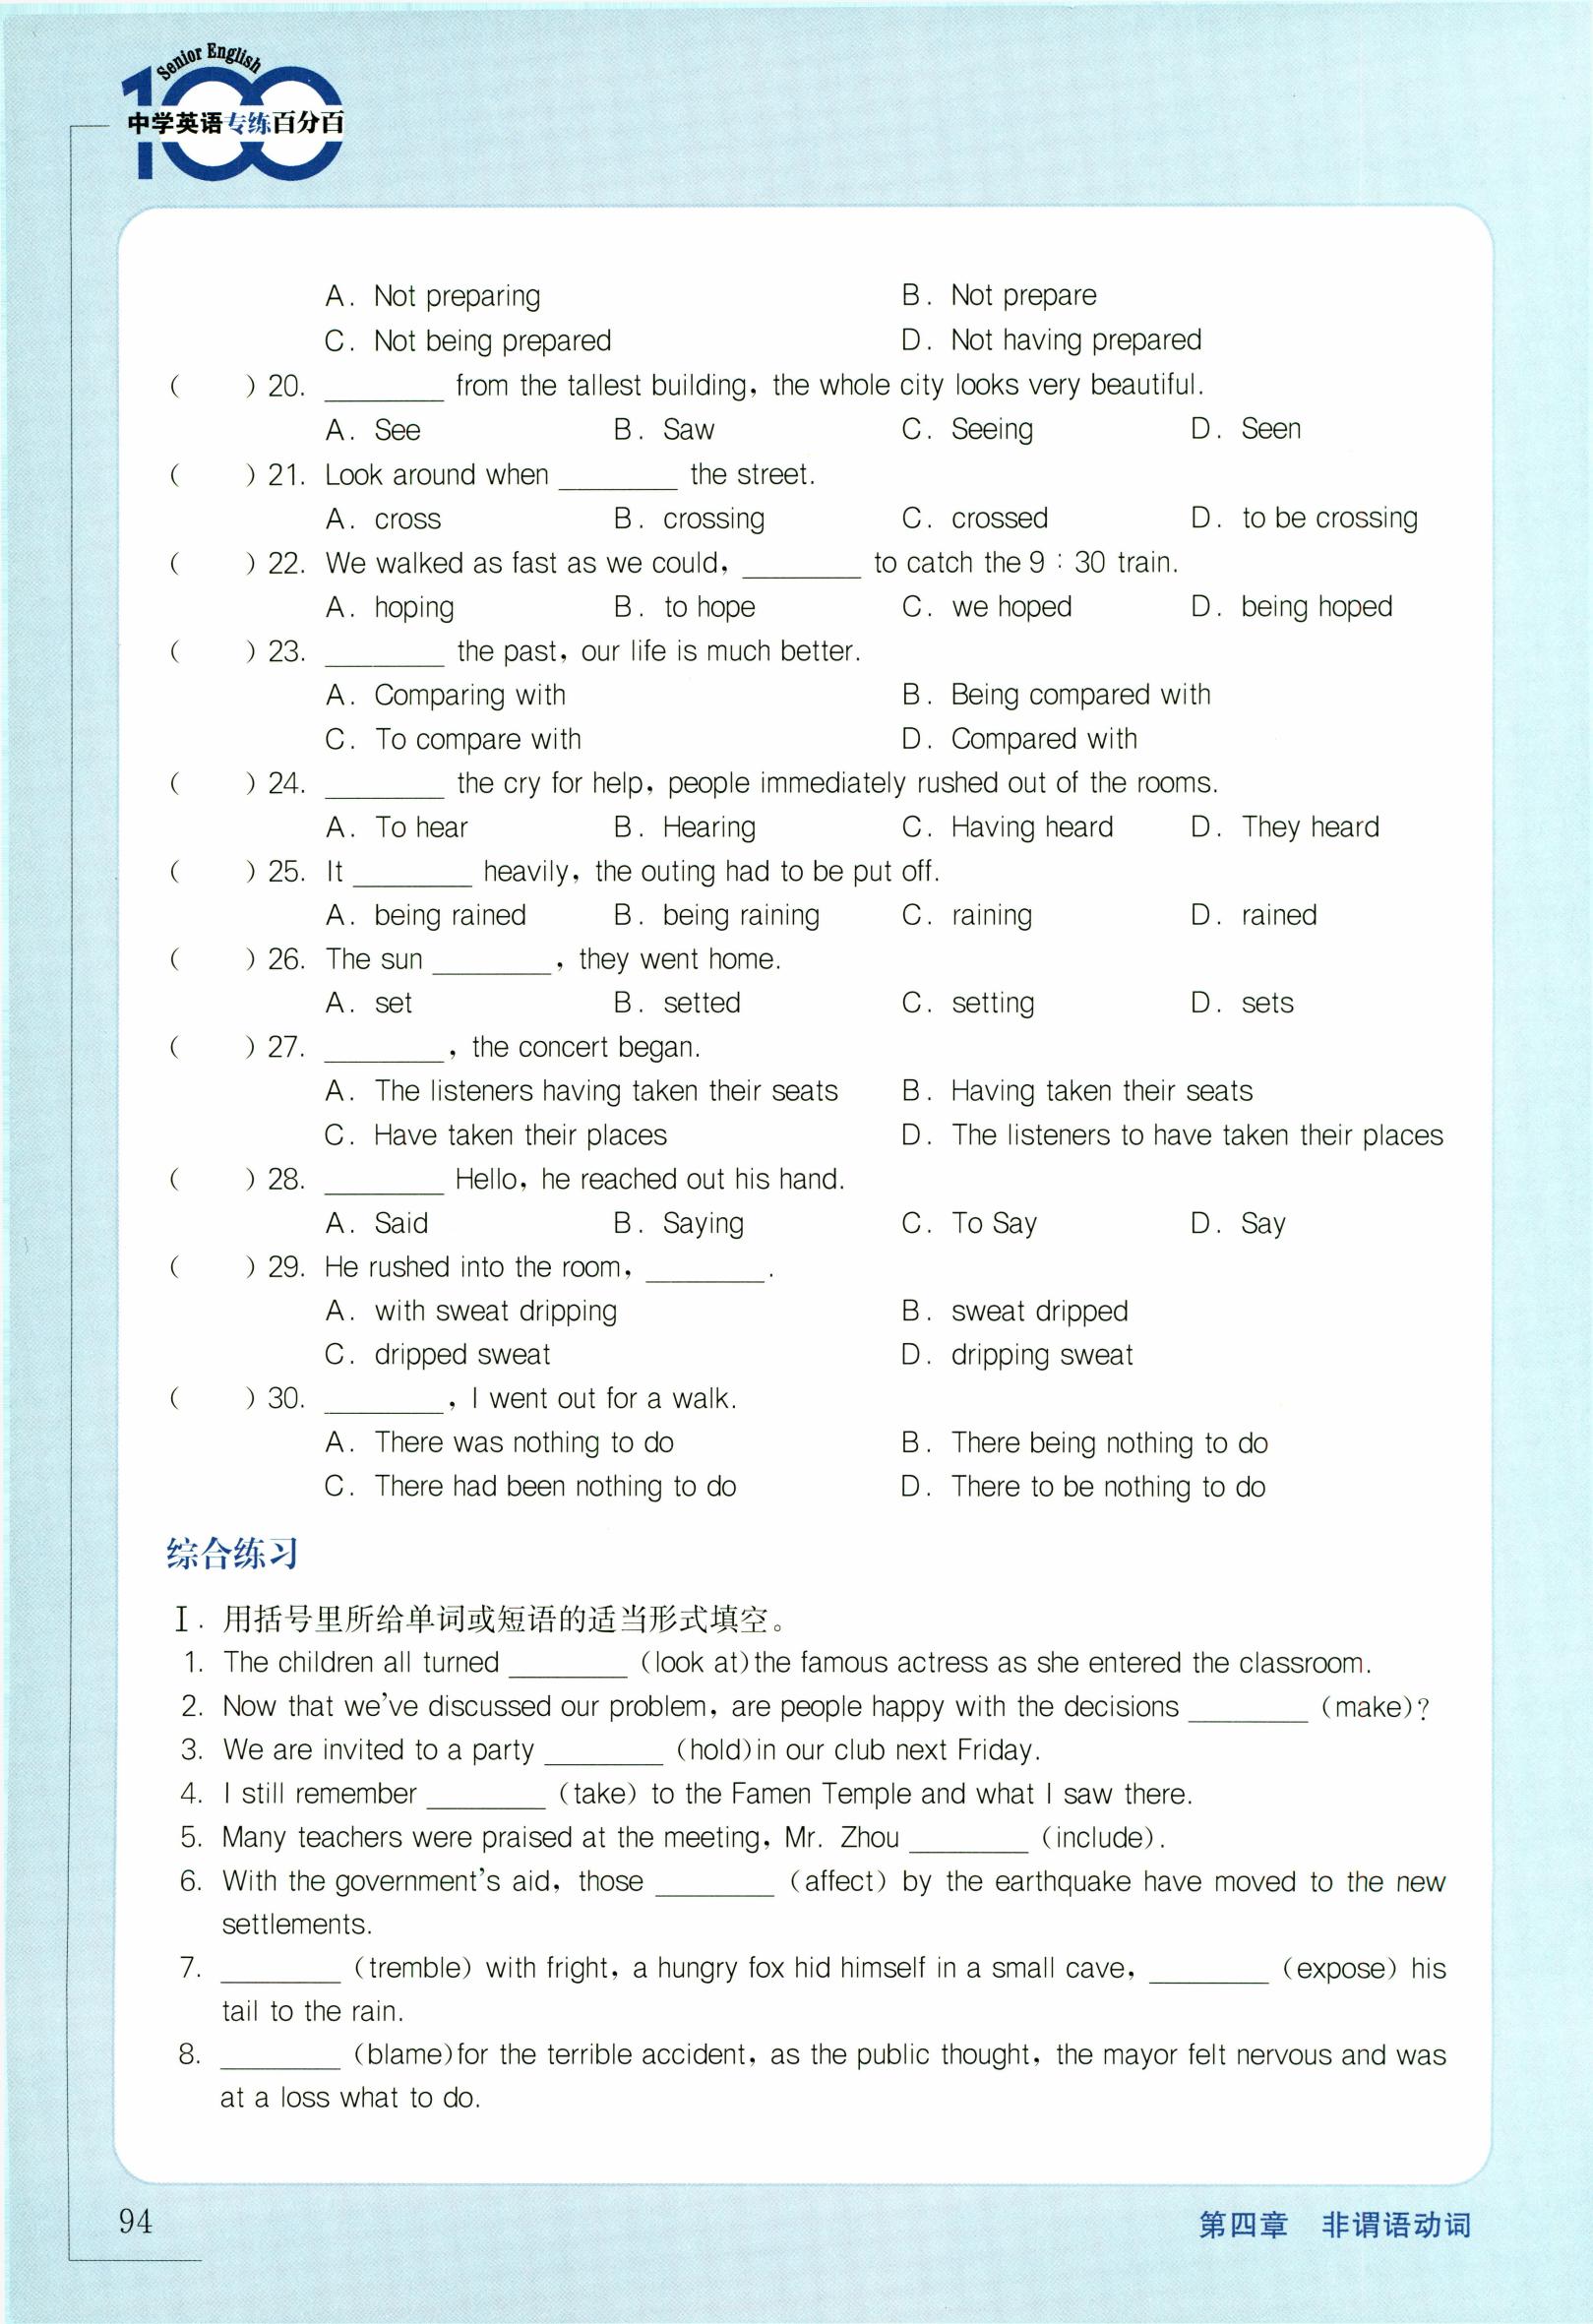 Senior English
100
中学英语专练百分百
A. Not preparing B. Not prepare
C. Not being prepared D. Not having prepared
( ) 20. ________ from the tallest building, the whole city looks very beautiful.
A. See B. Saw C. Seeing D. Seen
( ) 21. Look around when ________ the street.
A. cross B. crossing C. crossed D. to be crossing
( ) 22. We walked as fast as we could, ________ to catch the 9:30 train.
A. hoping B. to hope C. we hoped D. being hoped
( ) 23. ________ the past, our life is much better.
A. Comparing with B. Being compared with
C. To compare with D. Compared with
( ) 24. ________ the cry for help, people immediately rushed out of the rooms.
A. To hear B. Hearing C. Having heard D. They heard
( ) 25. It ________ heavily, the outing had to be put off.
A. being rained B. being raining C. raining D. rained
( ) 26. The sun ________, they went home.
A. set B. setted C. setting D. sets
( ) 27. ________, the concert began.
A. The listeners having taken their seats B. Having taken their seats
C. Have taken their places D. The listeners to have taken their places
( ) 28. ________ Hello, he reached out his hand.
A. Said B. Saying C. To Say D. Say
( ) 29. He rushed into the room, ________.
A. with sweat dripping B. sweat dripped
C. dripped sweat D. dripping sweat
( ) 30. ________, I went out for a walk.
A. There was nothing to do B. There being nothing to do
C. There had been nothing to do D. There to be nothing to do
综合练习
Ⅰ. 用括号里所给单词或短语的适当形式填空。
1. The children all turned ________ (look at)the famous actress as she entered the classroom.
2. Now that we've discussed our problem, are people happy with the decisions ________ (make)?
3. We are invited to a party ________ (hold)in our club next Friday.
4. I still remember ________ (take) to the Famen Temple and what I saw there.
5. Many teachers were praised at the meeting, Mr. Zhou ________ (include).
6. With the government's aid, those ________ (affect) by the earthquake have moved to the new
settlements.
7. ________ (tremble) with fright, a hungry fox hid himself in a small cave, ________ (expose) his
tail to the rain.
8. ________ (blame)for the terrible accident, as the public thought, the mayor felt nervous and was
at a loss what to do.
94
第四章 非谓语动词